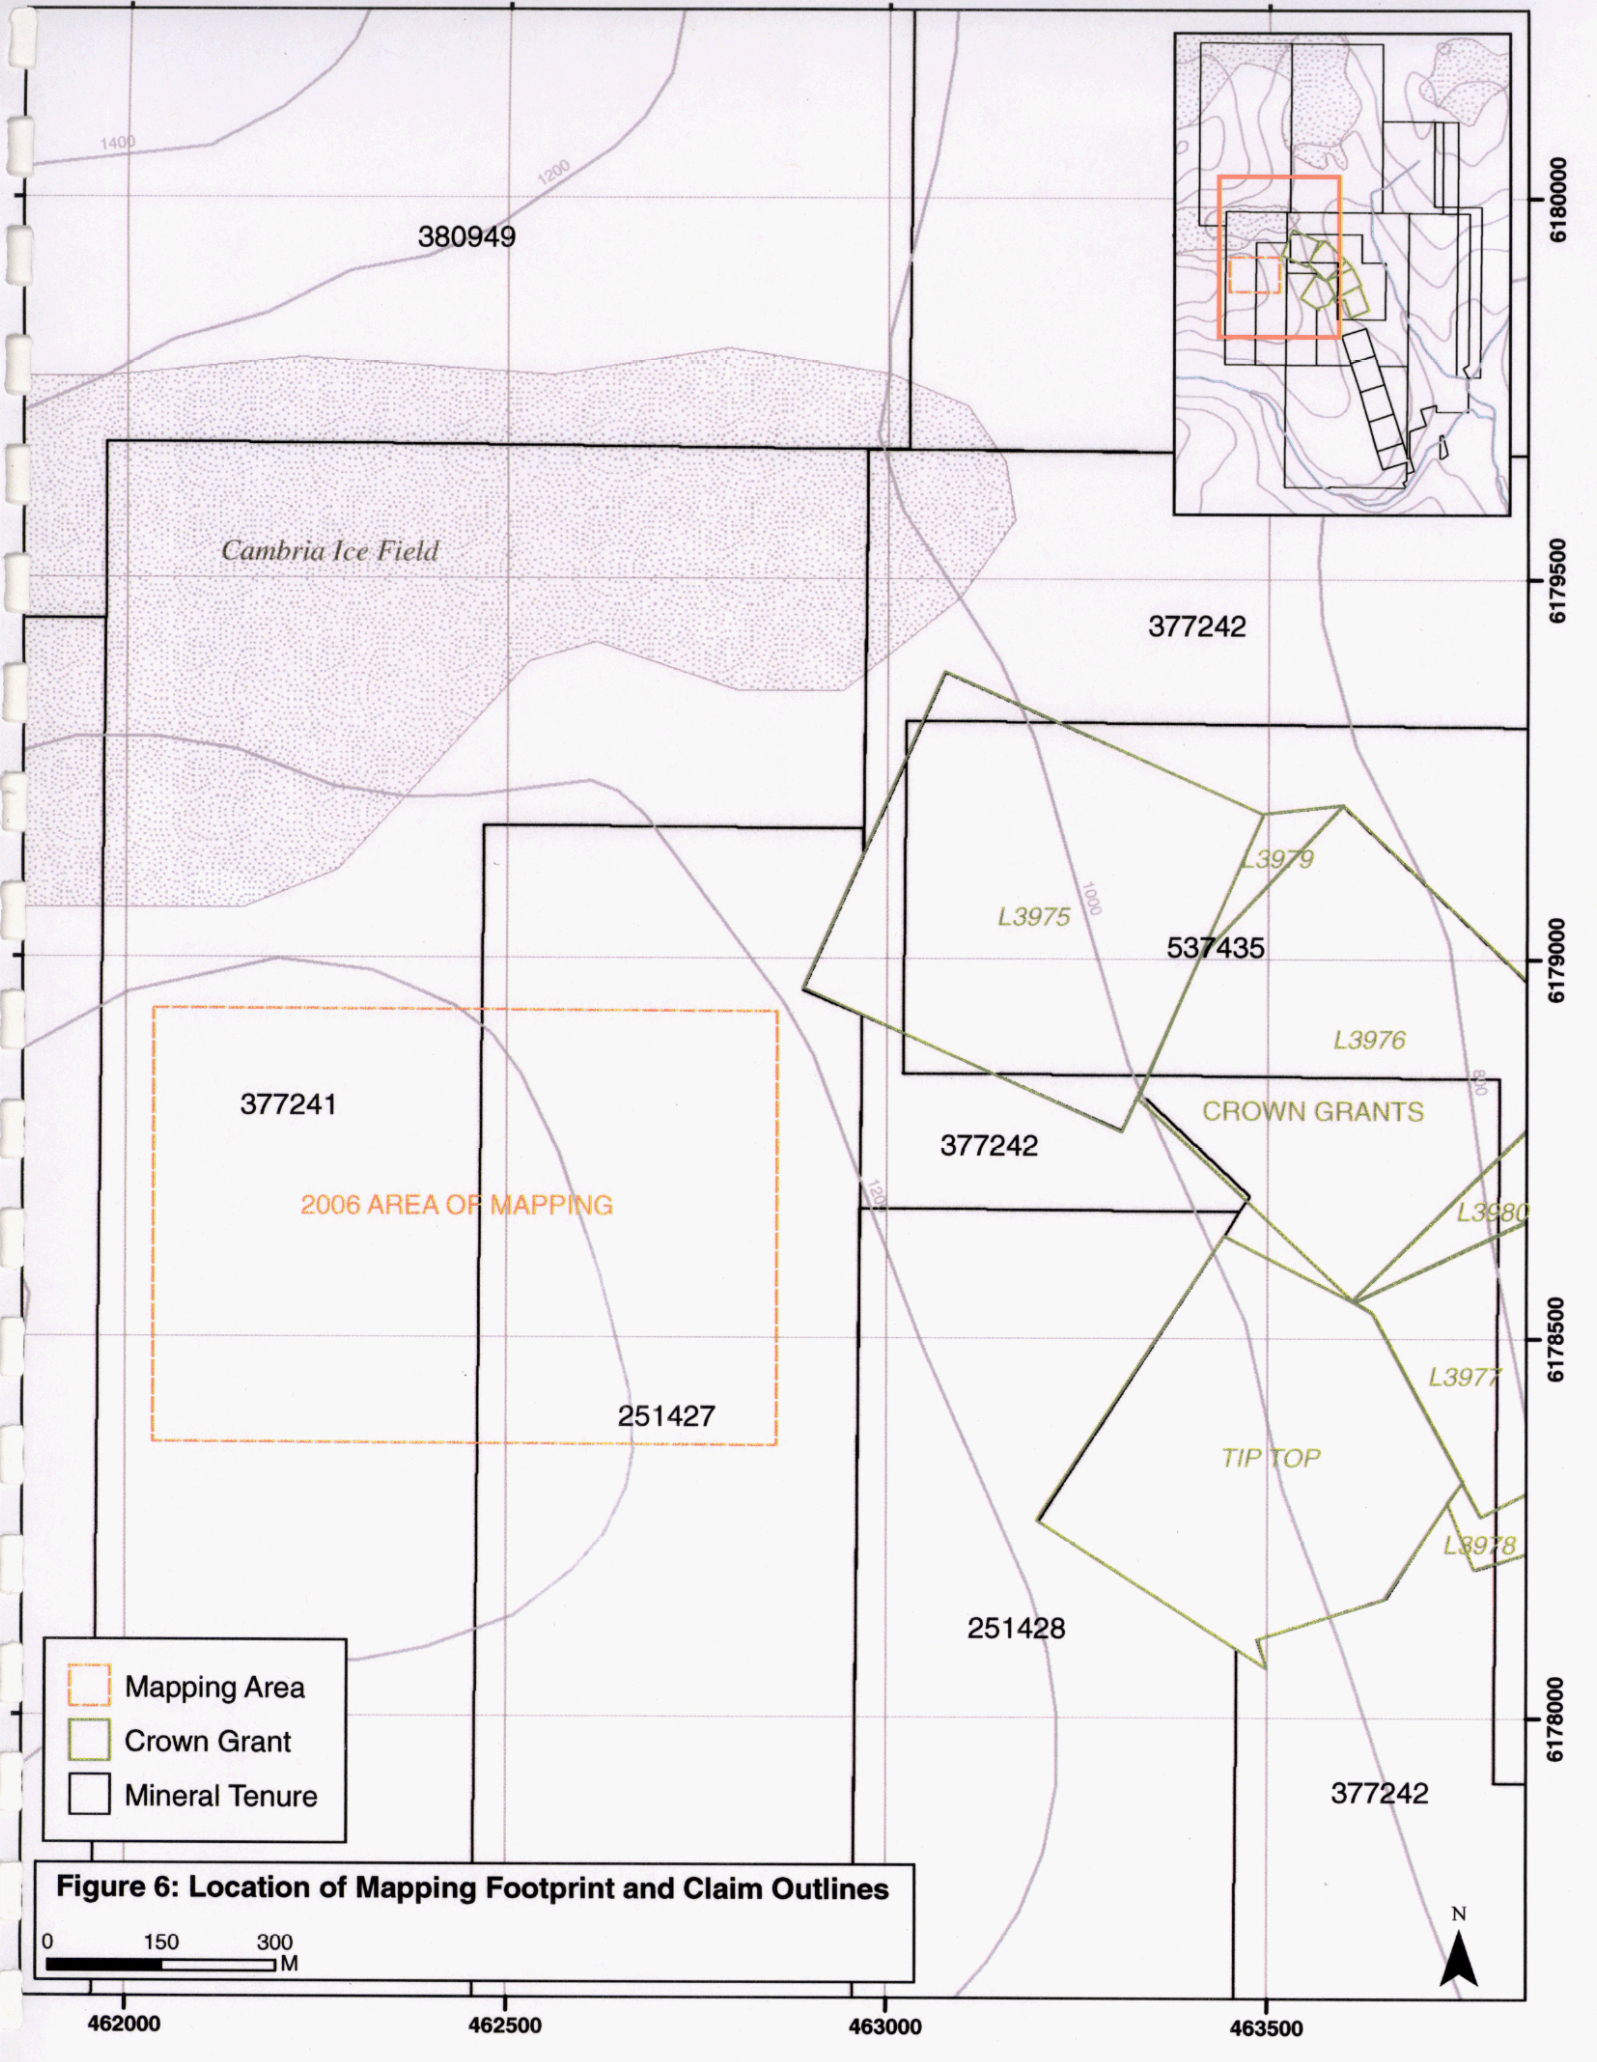 1400
1200
380949
6180000
Cambria Ice Field
6179500
377242
L3979
1000
L3975
537435
6179000
L3976
800
377241
CROWN GRANTS
377242
1200
2006 AREA OF MAPPING
L3980
6178500
L3977
251427
TIP TOP
L3978
251428
Mapping Area
Crown Grant
Mineral Tenure
6178000
377242
Figure 6: Location of Mapping Footprint and Claim Outlines
N
0 150 300
M
462000 462500 463000 463500